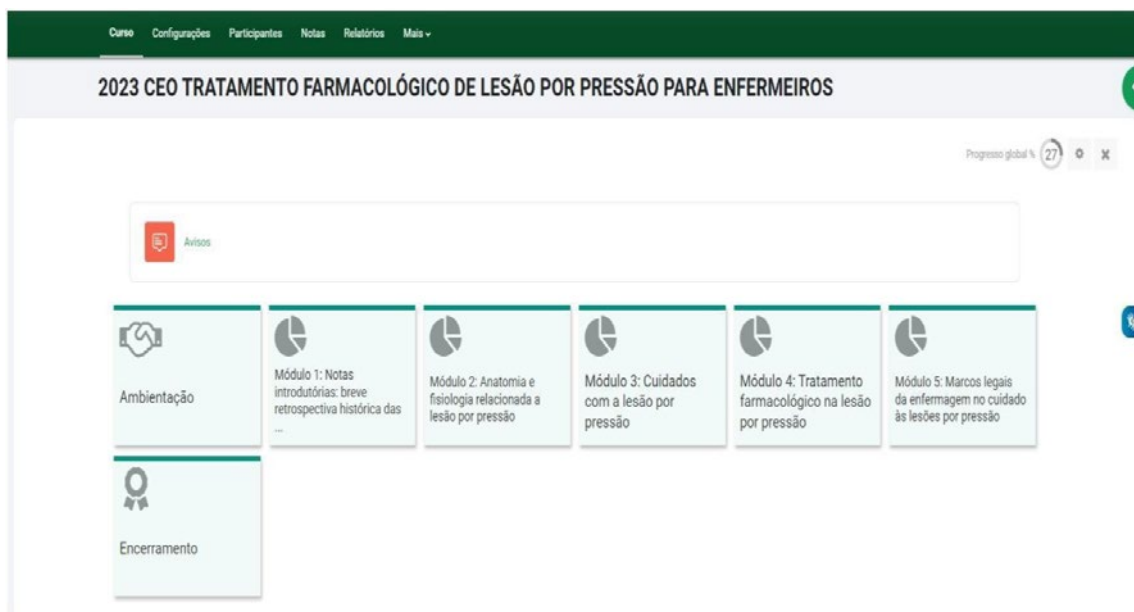 Curso Configurações Participantes Notas Relatórios Mais
2023 CEO TRATAMENTO FARMACOLÓGICO DE LESÃO POR PRESSÃO PARA ENFERMEIROS
Progresso global % 27
Avisos
Ambientação
Módulo 1: Notas
introdutórias: breve
retrospectiva histórica das
...
Módulo 2: Anatomia e
fisiologia relacionada a
lesão por pressão
Módulo 3: Cuidados
com a lesão por
pressão
Módulo 4: Tratamento
farmacológico na lesão
por pressão
Módulo 5: Marcos legais
da enfermagem no cuidado
às lesões por pressão
Encerramento